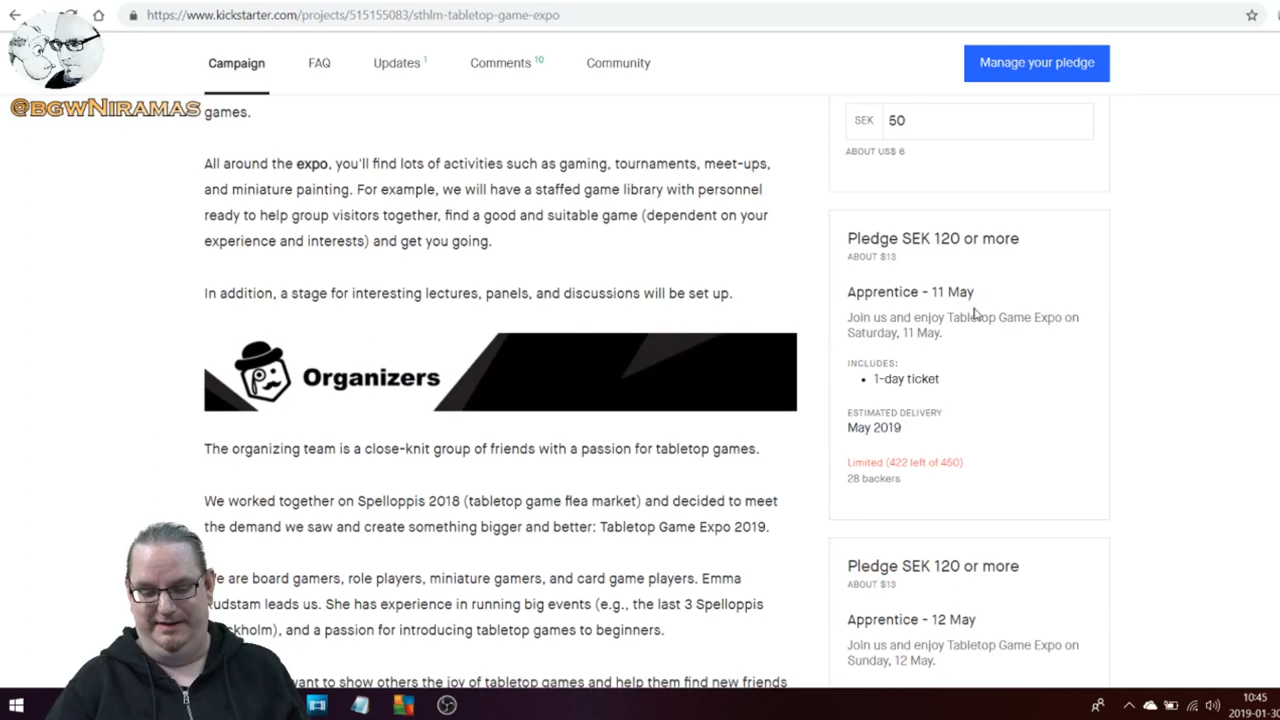 https://www.kickstarter.com/projects/515155083/sthlm-tabletop-game-expo
Campaign
FAQ
Updates 1
Comments 10
Community
Manage your pledge
@BGWNIRAMAS
games.
All around the expo, you'll find lots of activities such as gaming, tournaments, meet-ups,
and miniature painting. For example, we will have a staffed game library with personnel
ready to help group visitors together, find a good and suitable game (dependent on your
experience and interests) and get you going.
In addition, a stage for interesting lectures, panels, and discussions will be set up.
Organizers
The organizing team is a close-knit group of friends with a passion for tabletop games.
We worked together on Spelloppis 2018 (tabletop game flea market) and decided to meet
the demand we saw and create something bigger and better: Tabletop Game Expo 2019.
are board gamers, role players, miniature gamers, and card game players. Emma
leads us. She has experience in running big events (e.g., the last 3 Spelloppis
and a passion for introducing tabletop games to beginners.
want to show others the joy of tabletop games and help them find new friends
SEK 50
ABOUT US$ 6
Pledge SEK 120 or more
ABOUT $13
Apprentice - 11 May
Join us and enjoy Tabletop Game Expo on
Saturday, 11 May.
INCLUDES:
• 1-day ticket
ESTIMATED DELIVERY
May 2019
Limited (422 left of 450)
28 backers
Pledge SEK 120 or more
ABOUT $13
Apprentice - 12 May
Join us and enjoy Tabletop Game Expo on
Sunday, 12 May.
10:45
2019-01-30